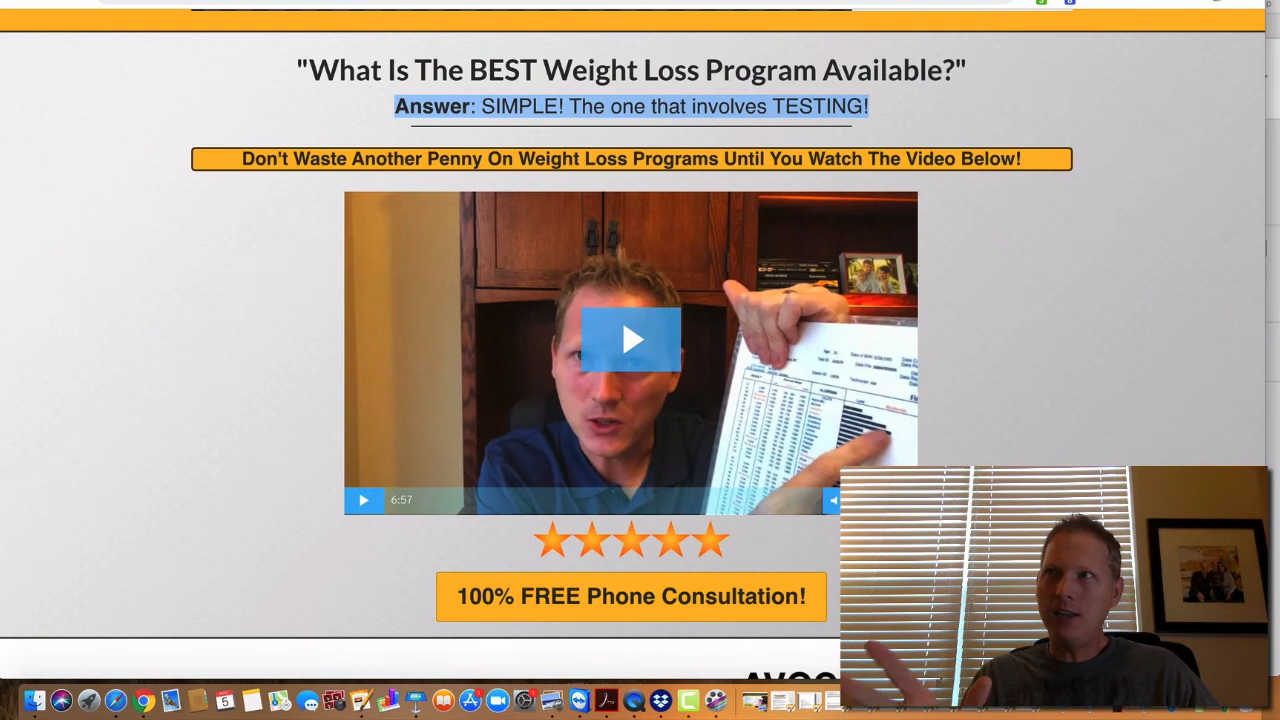 "What Is The BEST Weight Loss Program Available?"
Answer: SIMPLE! The one that involves TESTING!
Don't Waste Another Penny On Weight Loss Programs Until You Watch The Video Below!
6:57
100% FREE Phone Consultation!